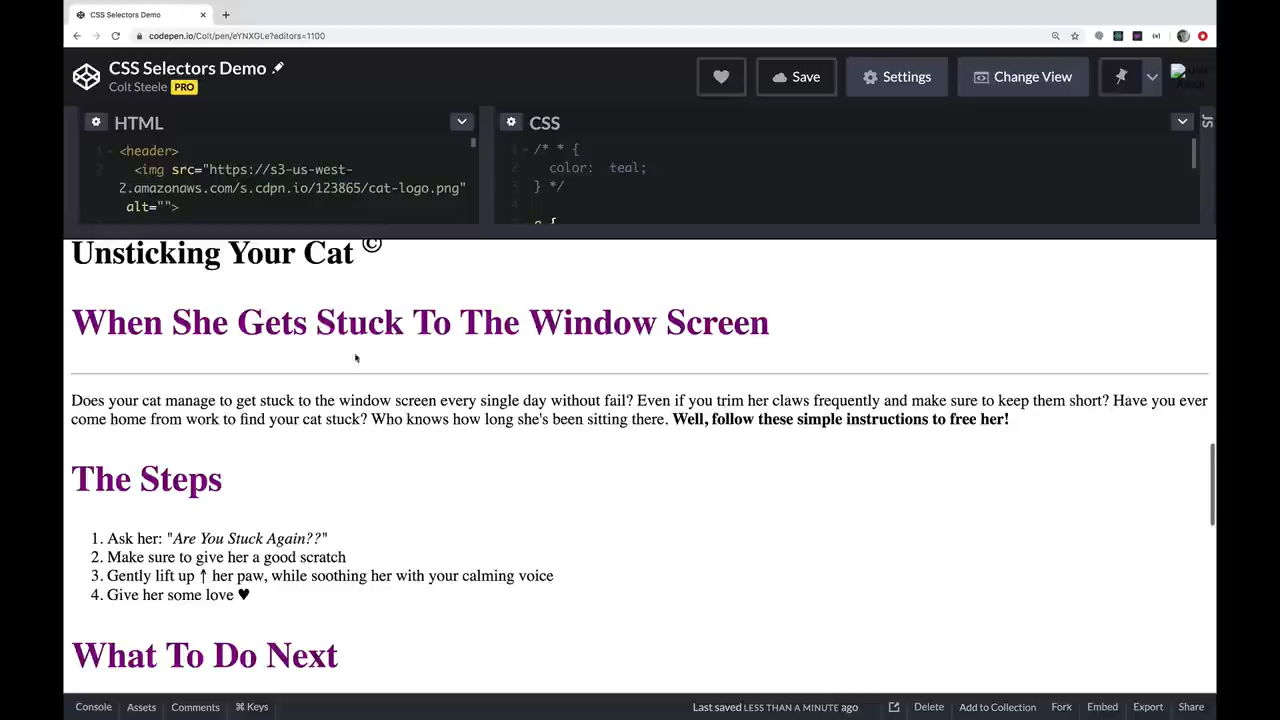 CSS Selectors Demo
codepen.io/Colt/pen/eYNXGLe?editors=1100
CSS Selectors Demo
Colt Steele PRO
Save
Settings
Change View
HTML
1 <header>
2 <img src="https://s3-us-west-
2.amazonaws.com/s.cdpn.io/123865/cat-logo.png"
alt="">
CSS
JS
1 /* * {
2 color: teal;
3 } */
4
Unsticking Your Cat ©
When She Gets Stuck To The Window Screen
Does your cat manage to get stuck to the window screen every single day without fail? Even if you trim her claws frequently and make sure to keep them short? Have you ever
come home from work to find your cat stuck? Who knows how long she's been sitting there. Well, follow these simple instructions to free her!
The Steps
1. Ask her: "Are You Stuck Again??"
2. Make sure to give her a good scratch
3. Gently lift up ↑ her paw, while soothing her with your calming voice
4. Give her some love ♥
What To Do Next
Console
Assets
Comments
⌘ Keys
Last saved LESS THAN A MINUTE ago
Delete
Add to Collection
Fork
Embed
Export
Share